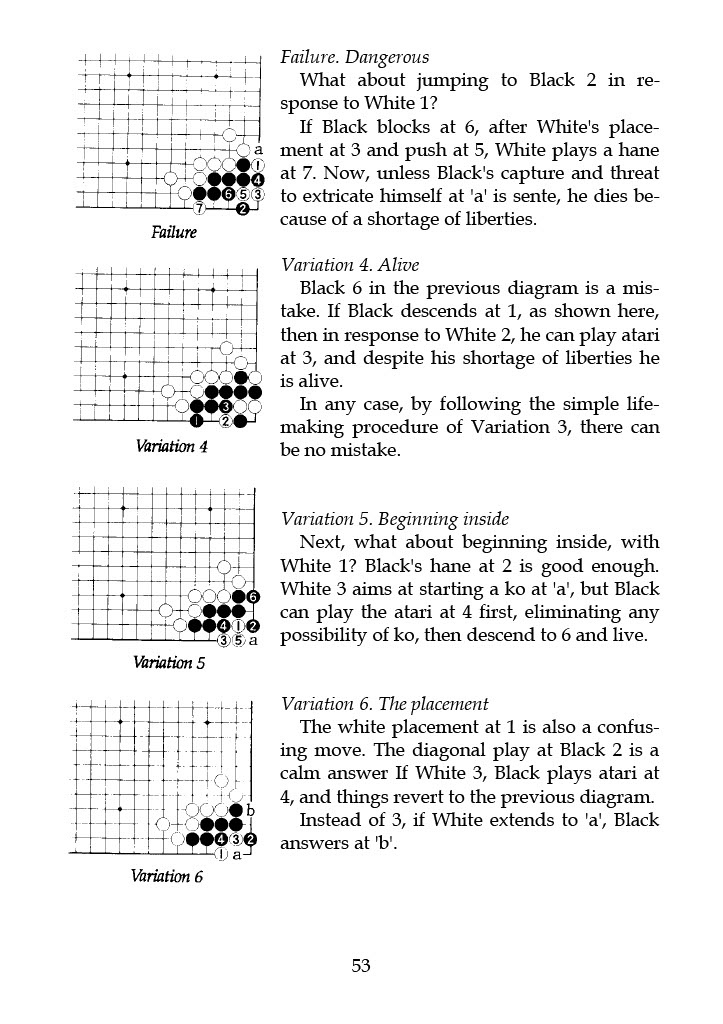 Failure. Dangerous
What about jumping to Black 2 in re-
sponse to White 1?
If Black blocks at 6, after White's place-
ment at 3 and push at 5, White plays a hane
at 7. Now, unless Black's capture and threat
to extricate himself at 'a' is sente, he dies be-
cause of a shortage of liberties.
a
1
4
6 5 3
7 2
Failure
Variation 4. Alive
Black 6 in the previous diagram is a mis-
take. If Black descends at 1, as shown here,
then in response to White 2, he can play atari
at 3, and despite his shortage of liberties he
is alive.
In any case, by following the simple life-
making procedure of Variation 3, there can
be no mistake.
3
1 2
Variation 4
Variation 5. Beginning inside
Next, what about beginning inside, with
White 1? Black's hane at 2 is good enough.
White 3 aims at starting a ko at 'a', but Black
can play the atari at 4 first, eliminating any
possibility of ko, then descend to 6 and live.
6
4 1 2
3 5 a
Variation 5
Variation 6. The placement
The white placement at 1 is also a confus-
ing move. The diagonal play at Black 2 is a
calm answer If White 3, Black plays atari at
4, and things revert to the previous diagram.
Instead of 3, if White extends to 'a', Black
answers at 'b'.
b
4 3 2
1 a
Variation 6
53